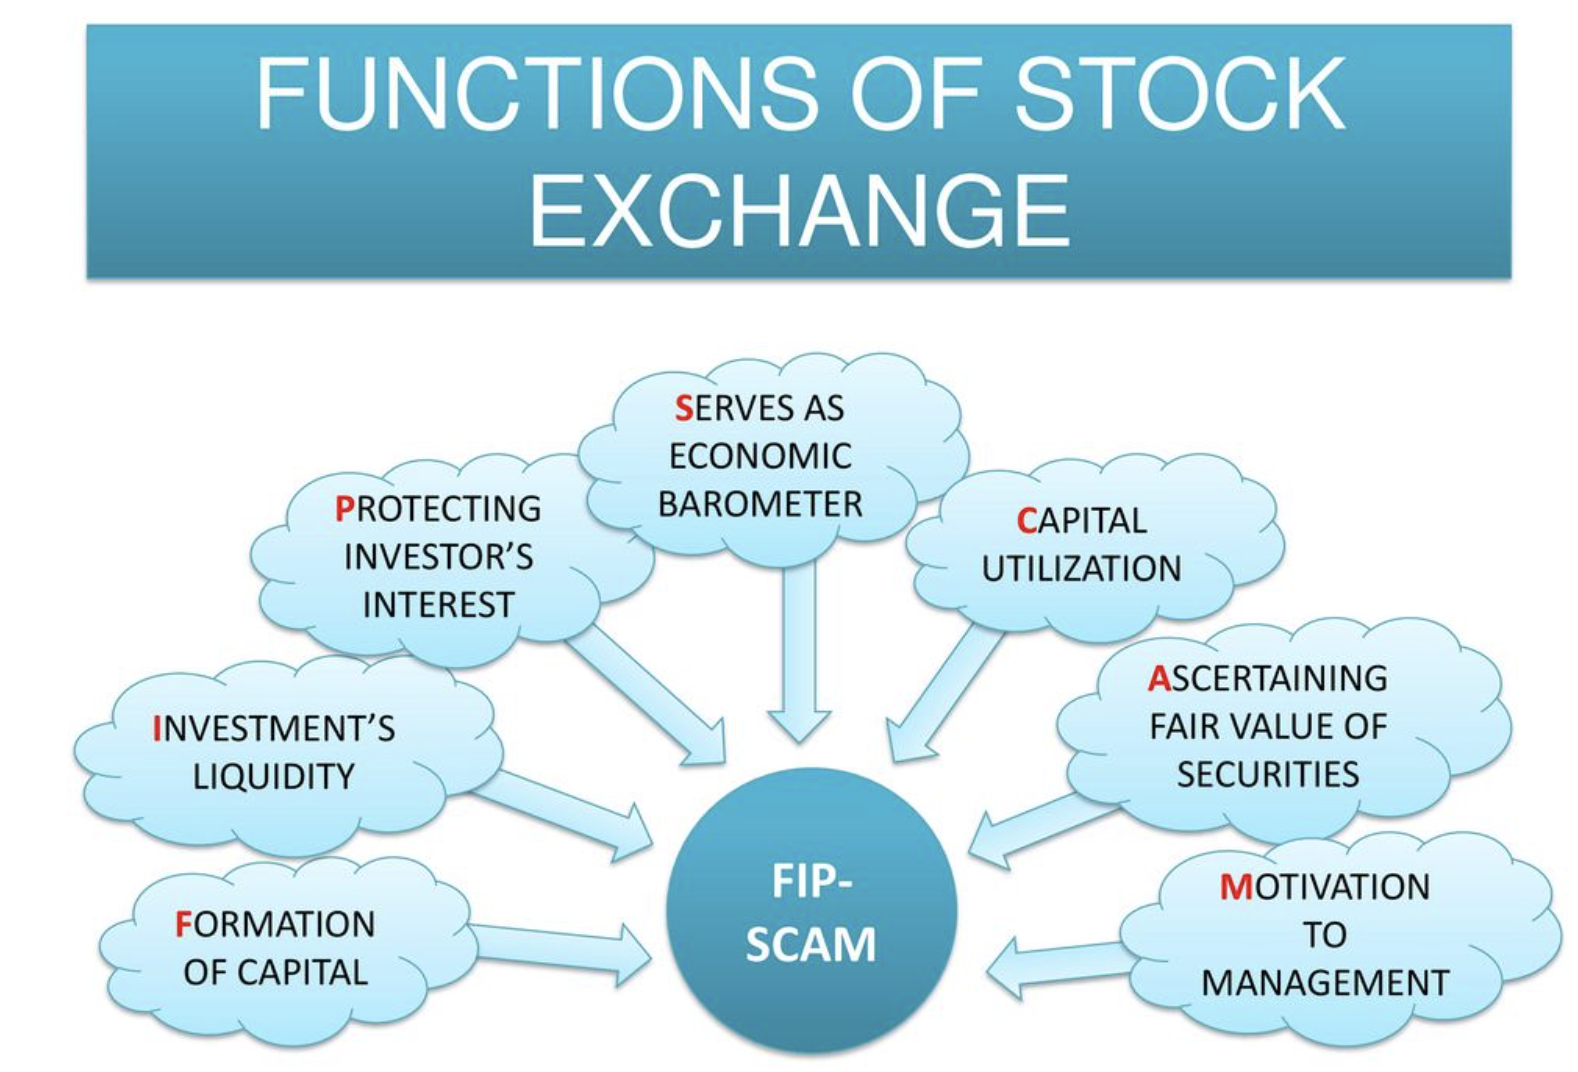 FUNCTIONS OF STOCK
EXCHANGE
FORMATION
OF CAPITAL
INVESTMENT’S
LIQUIDITY
PROTECTING
INVESTOR’S
INTEREST
SERVES AS
ECONOMIC
BAROMETER
CAPITAL
UTILIZATION
ASCERTAINING
FAIR VALUE OF
SECURITIES
MOTIVATION
TO
MANAGEMENT
FIP-
SCAM